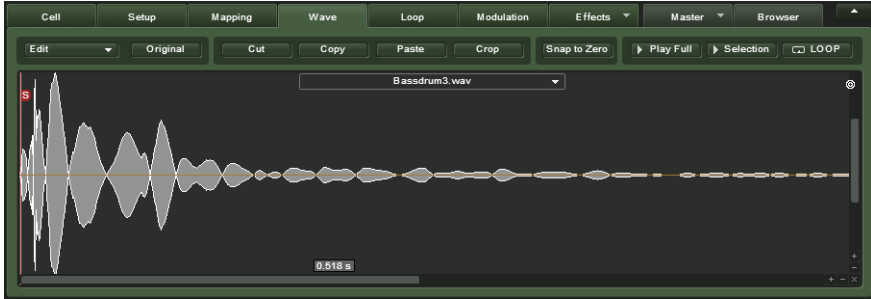 Cell Setup Mapping Wave Loop Modulation Effects Master Browser
Edit Original Cut Copy Paste Crop Snap to Zero Play Full Selection LOOP
Bassdrum3.wav
S
0.518 s
+
−
+ − ×